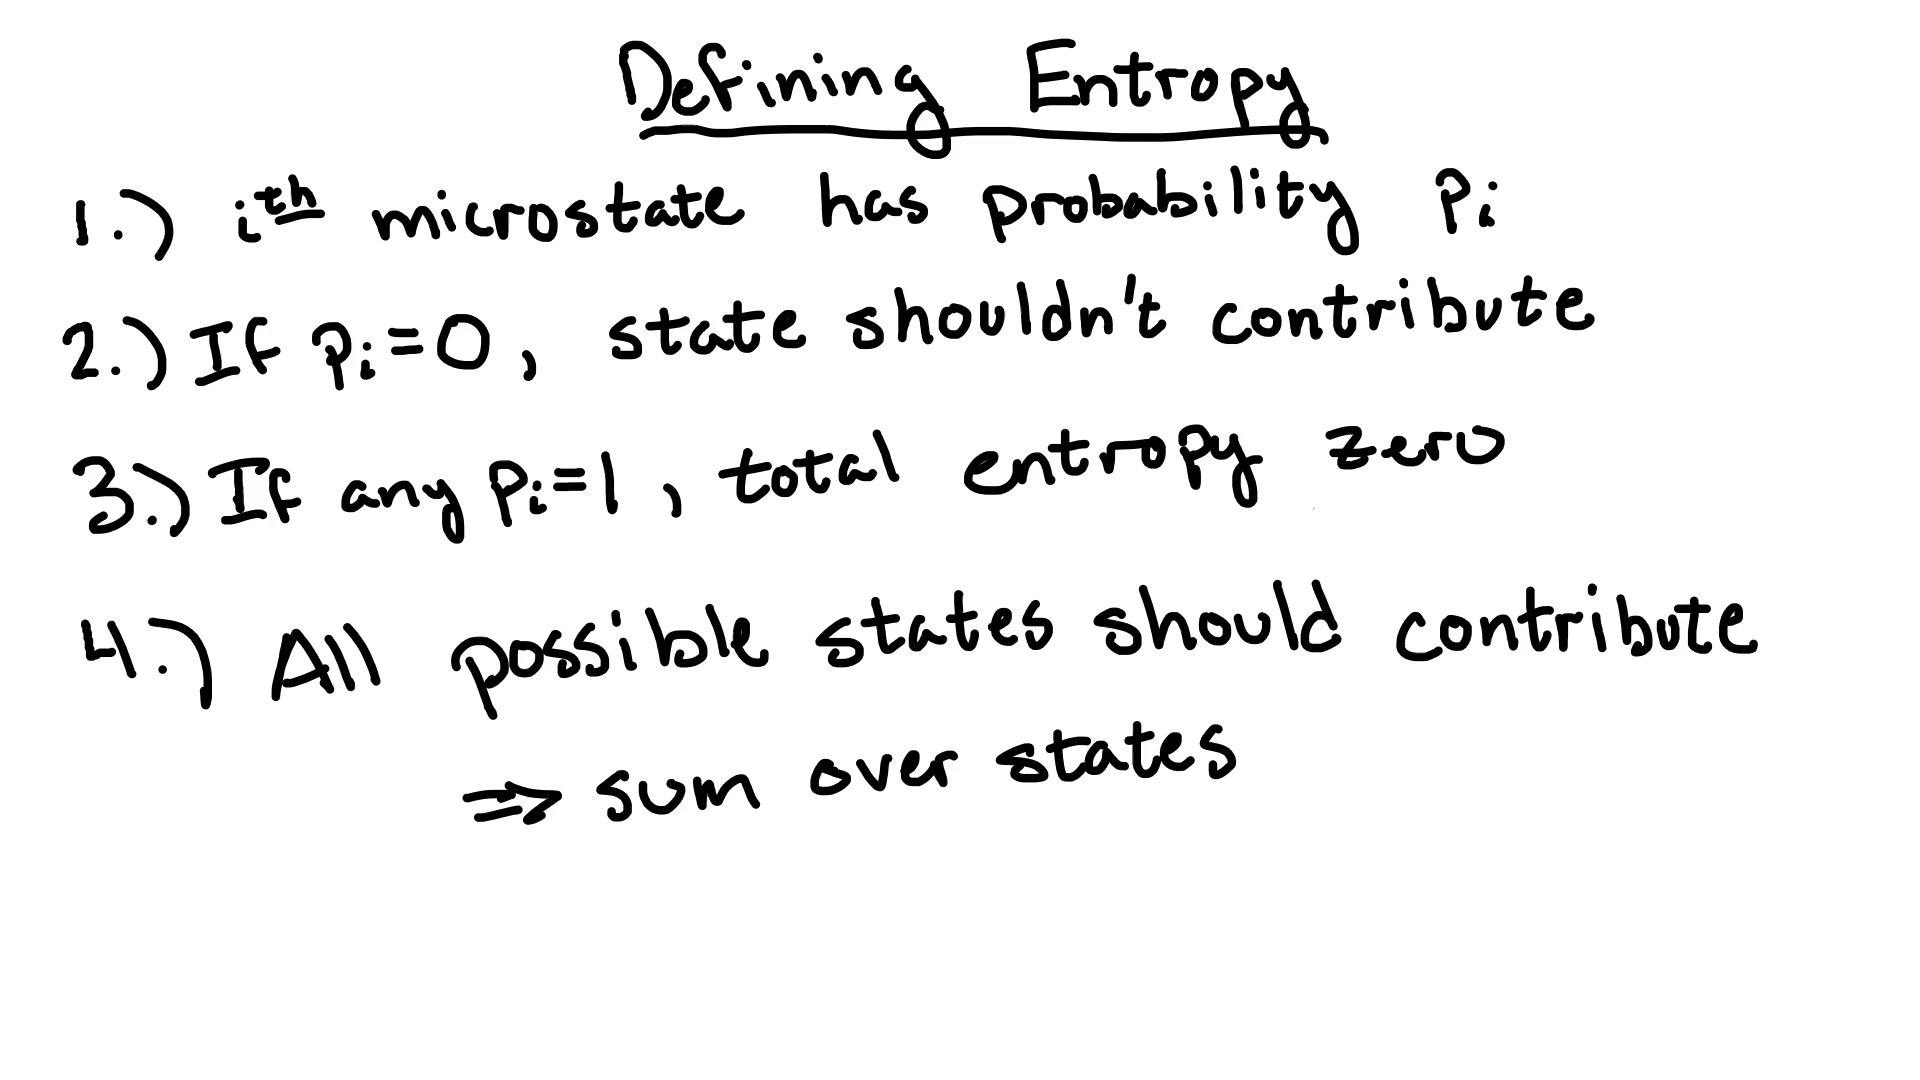 Defining Entropy
1.) iᵗʰ microstate has probability pᵢ
2.) If pᵢ=0, state shouldn't contribute
3.) If any pᵢ=1, total entropy zero
4.) All possible states should contribute
⇒ sum over states